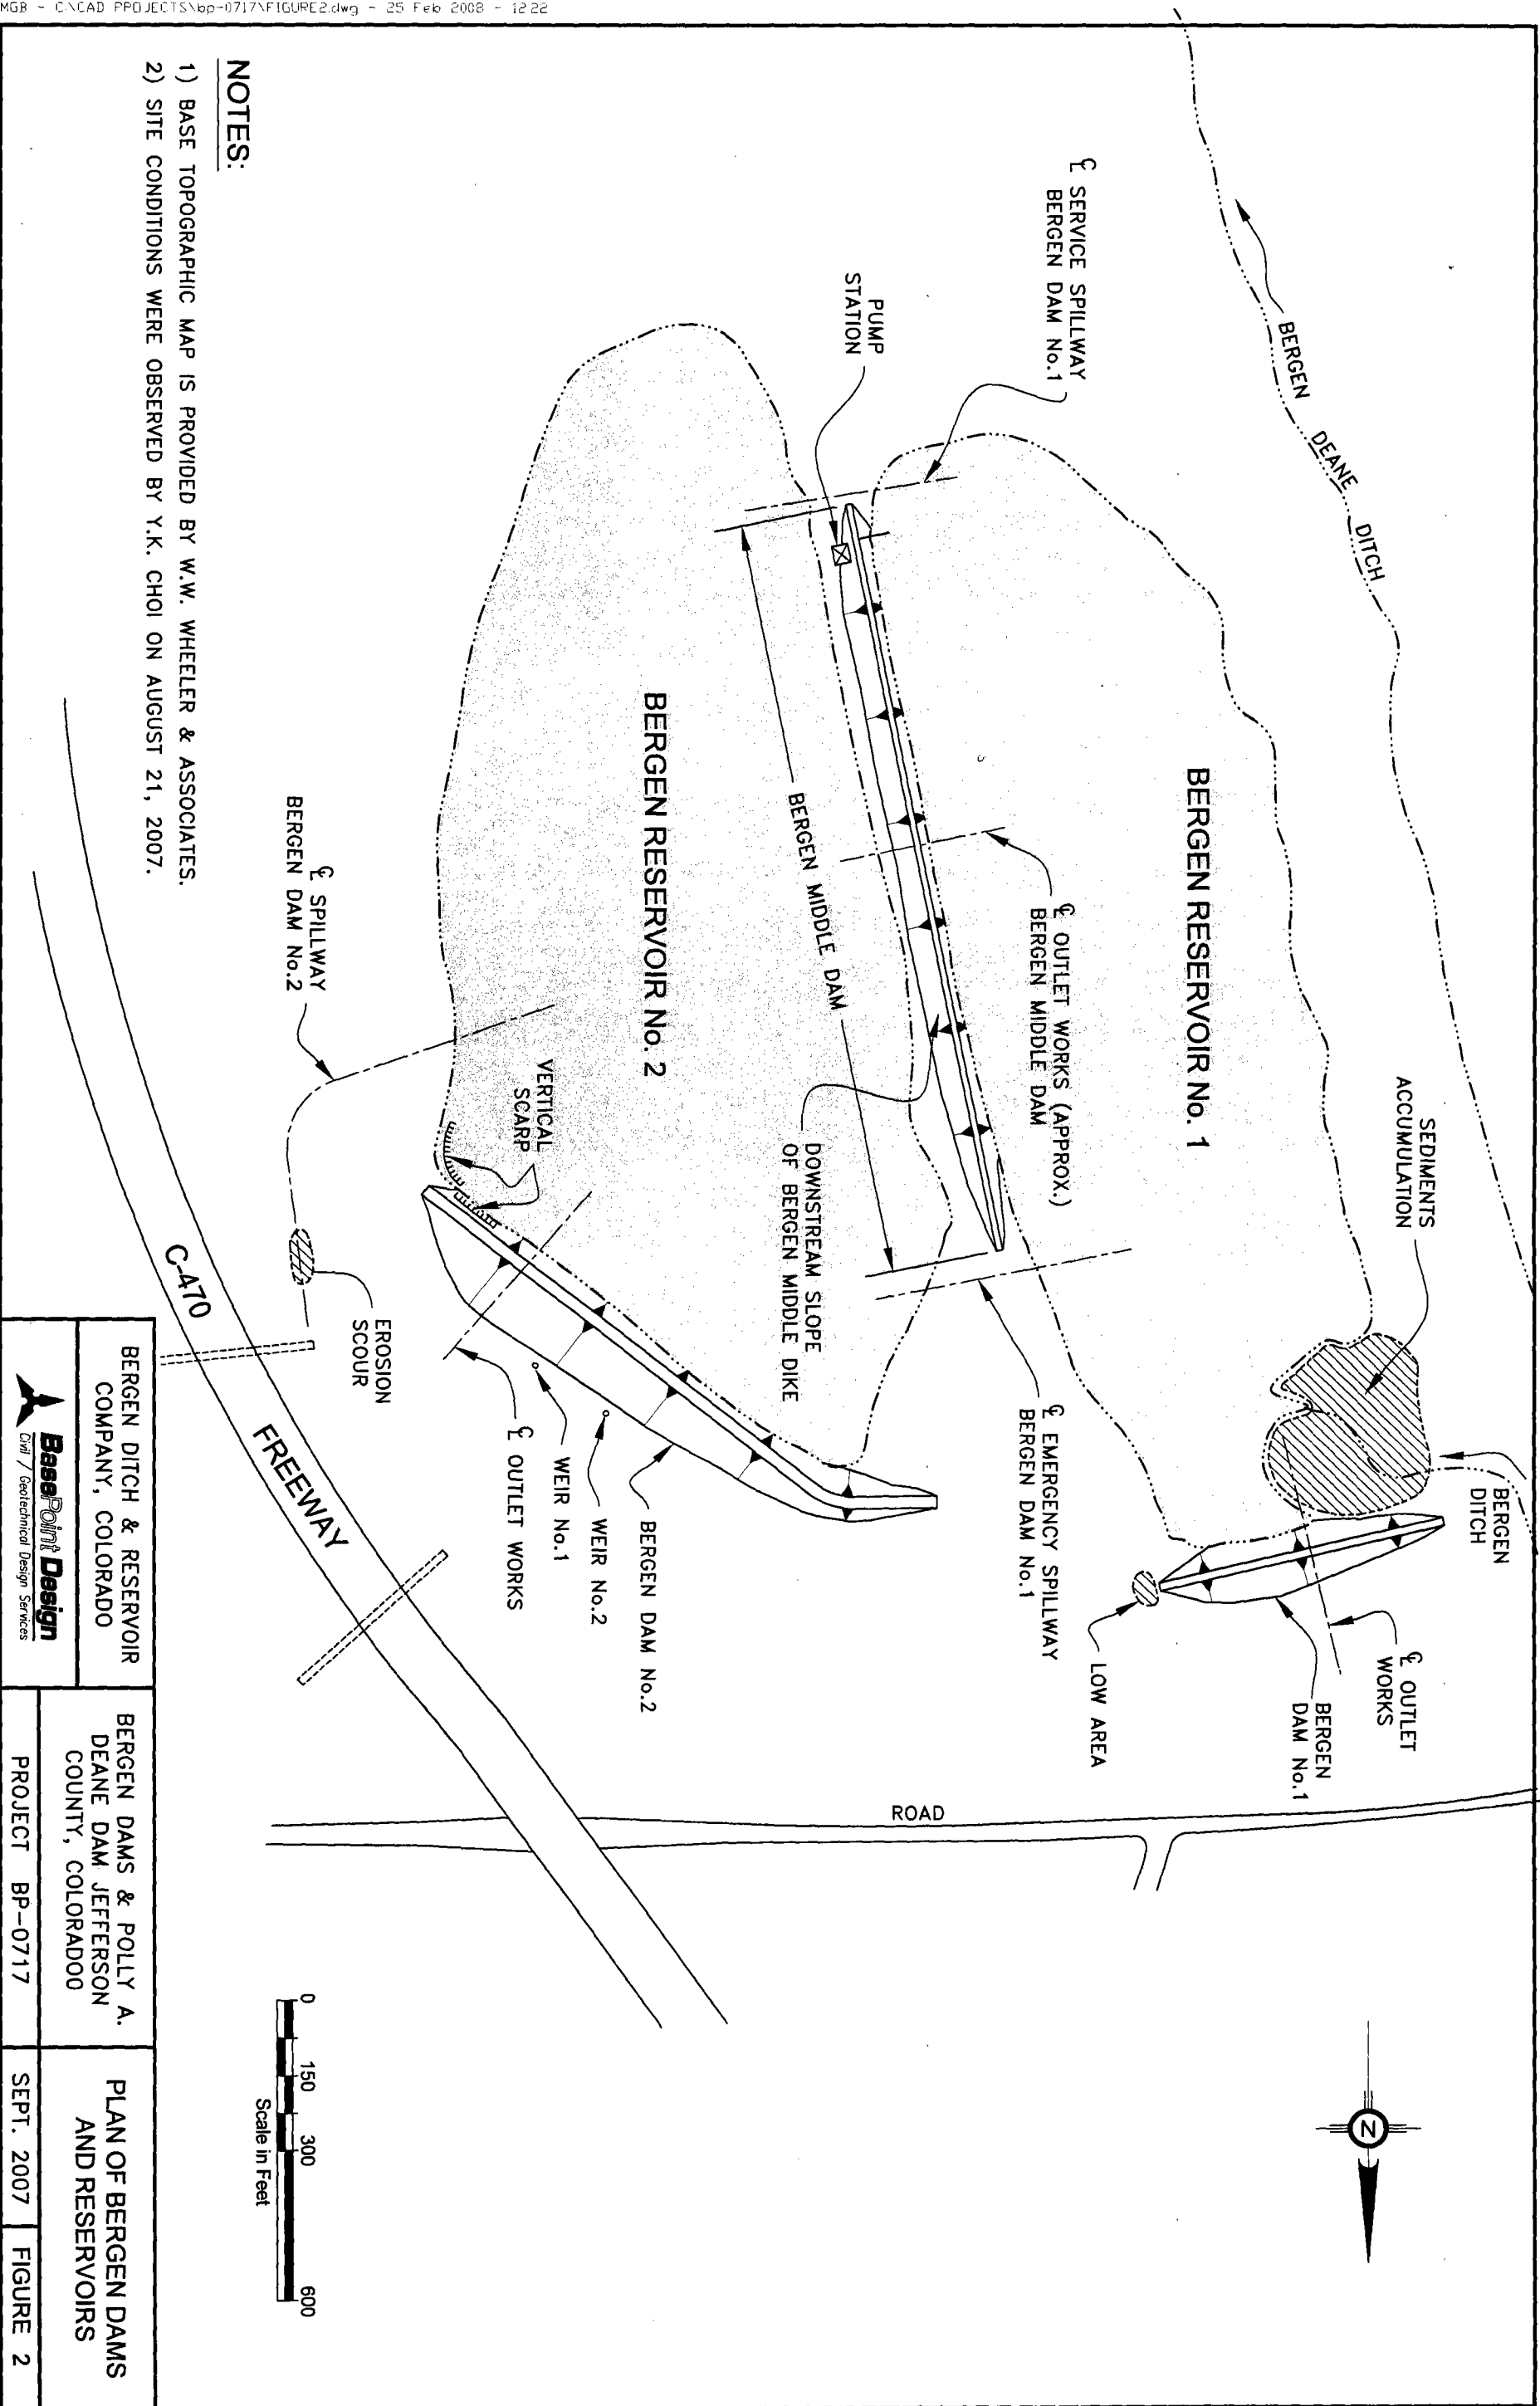 MGB - C:\CAD PROJECTS\bp-0717\FIGURE2.dwg - 25 Feb 2008 - 12:22
BERGEN DEANE DITCH
SEDIMENTS
ACCUMULATION
BERGEN
DITCH
℄ OUTLET
WORKS
BERGEN
DAM No.1
LOW AREA
BERGEN RESERVOIR No. 1
℄ SERVICE SPILLWAY
BERGEN DAM No.1
℄ OUTLET WORKS (APPROX.)
BERGEN MIDDLE DAM
℄ EMERGENCY SPILLWAY
BERGEN DAM No.1
PUMP
STATION
BERGEN MIDDLE DAM
DOWNSTREAM SLOPE
OF BERGEN MIDDLE DIKE
BERGEN RESERVOIR No. 2
VERTICAL
SCARP
BERGEN DAM No.2
WEIR No.2
WEIR No.1
℄ OUTLET WORKS
℄ SPILLWAY
BERGEN DAM No.2
EROSION
SCOUR
C-470
FREEWAY
ROAD
N
0 150 300 600
Scale in Feet
NOTES:
1) BASE TOPOGRAPHIC MAP IS PROVIDED BY W.W. WHEELER & ASSOCIATES.
2) SITE CONDITIONS WERE OBSERVED BY Y.K. CHOI ON AUGUST 21, 2007.
BERGEN DITCH & RESERVOIR
COMPANY, COLORADO
BasePoint Design
Civil / Geotechnical Design Services
BERGEN DAMS & POLLY A.
DEANE DAM JEFFERSON
COUNTY, COLORADOO
PROJECT BP-0717
PLAN OF BERGEN DAMS
AND RESERVOIRS
SEPT. 2007
FIGURE 2